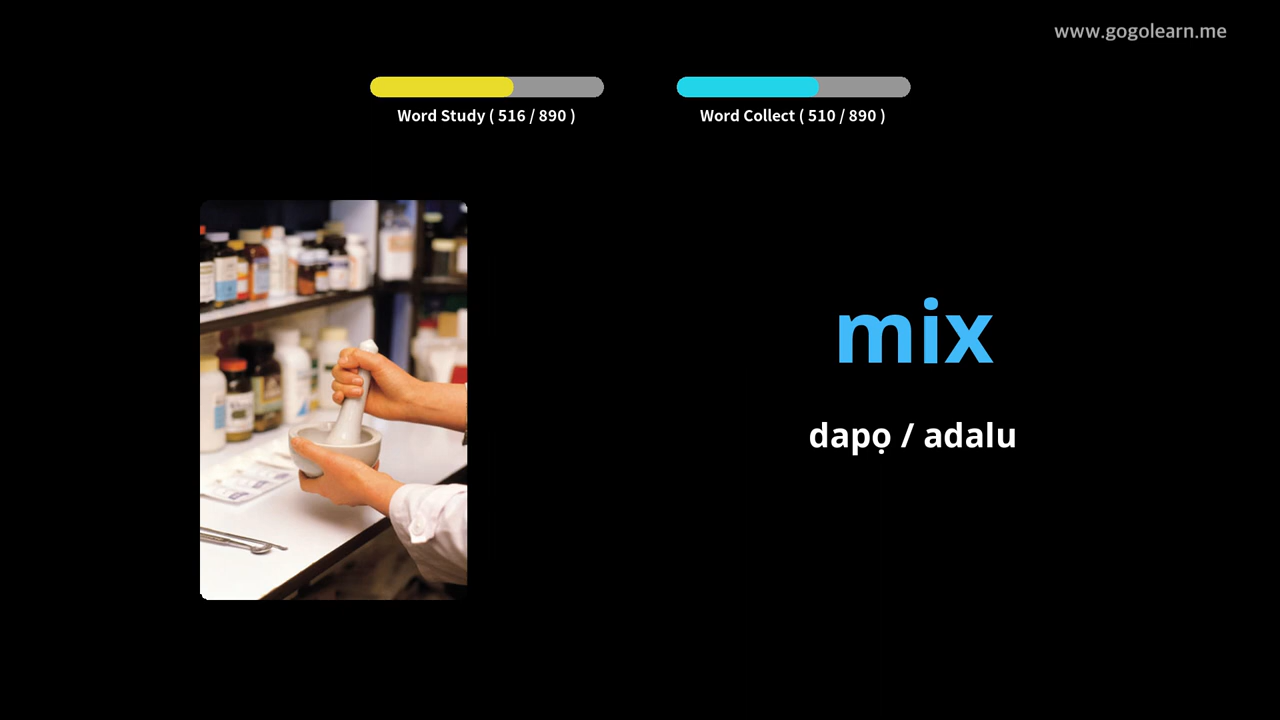 www.gogolearn.me
Word Study ( 516 / 890 )
Word Collect ( 510 / 890 )
mix
dapọ / adalu